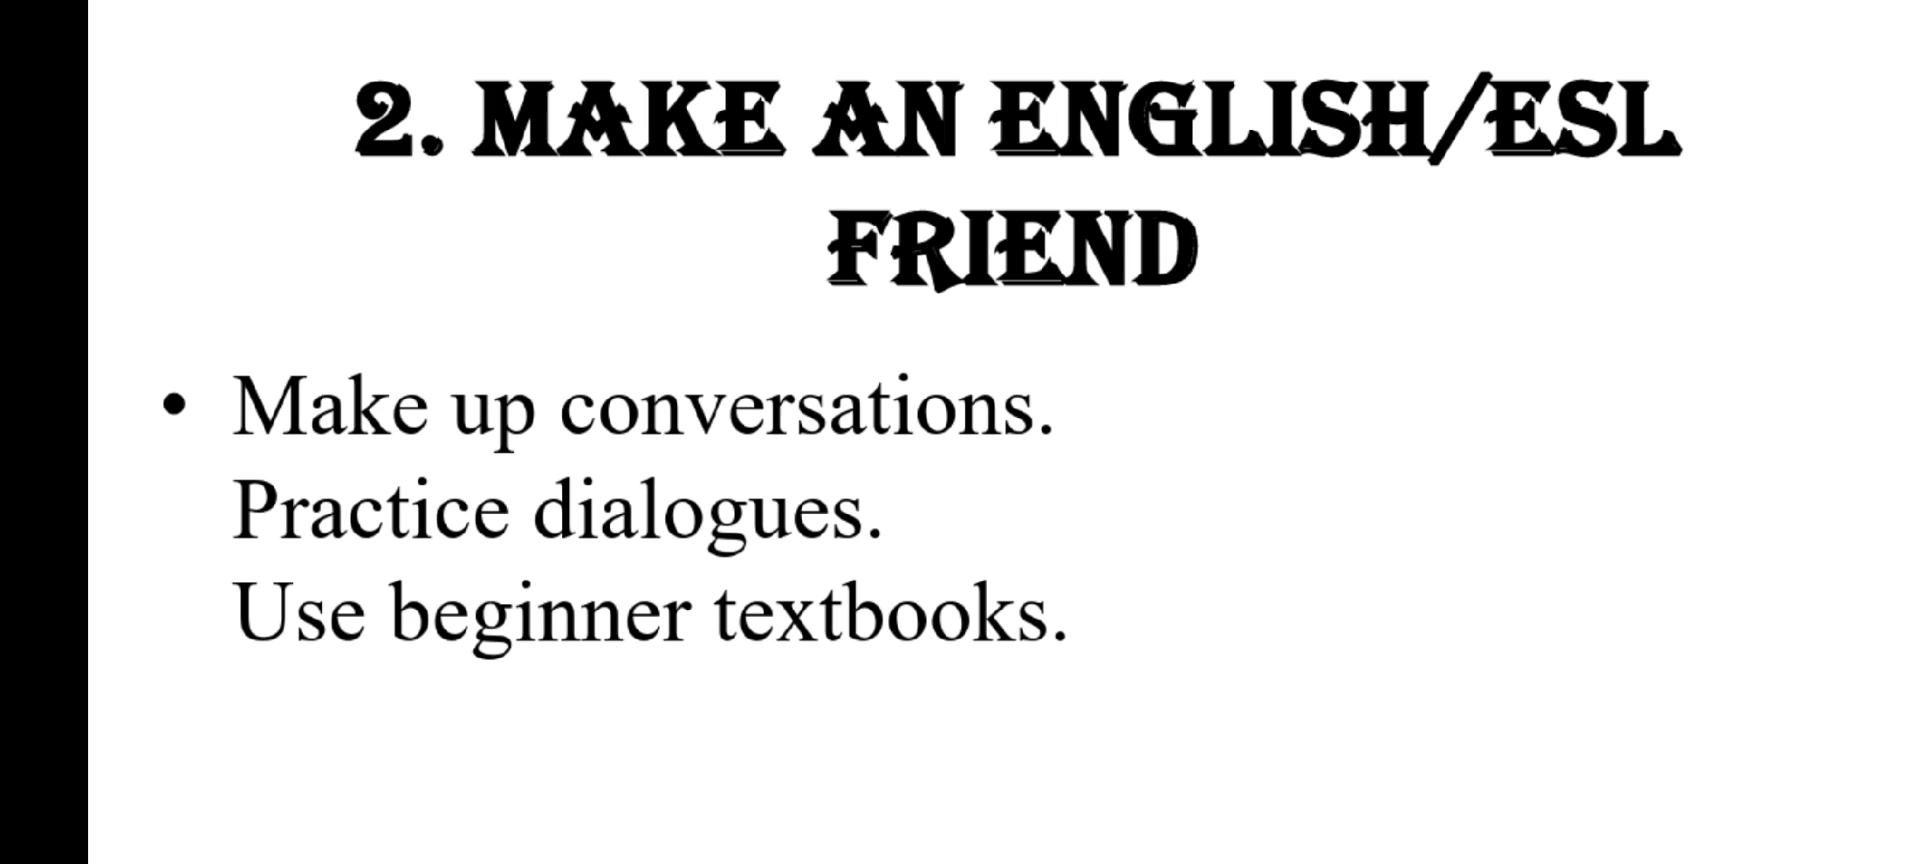 2. MAKE AN ENGLISH/ESL
FRIEND
• Make up conversations.
Practice dialogues.
Use beginner textbooks.